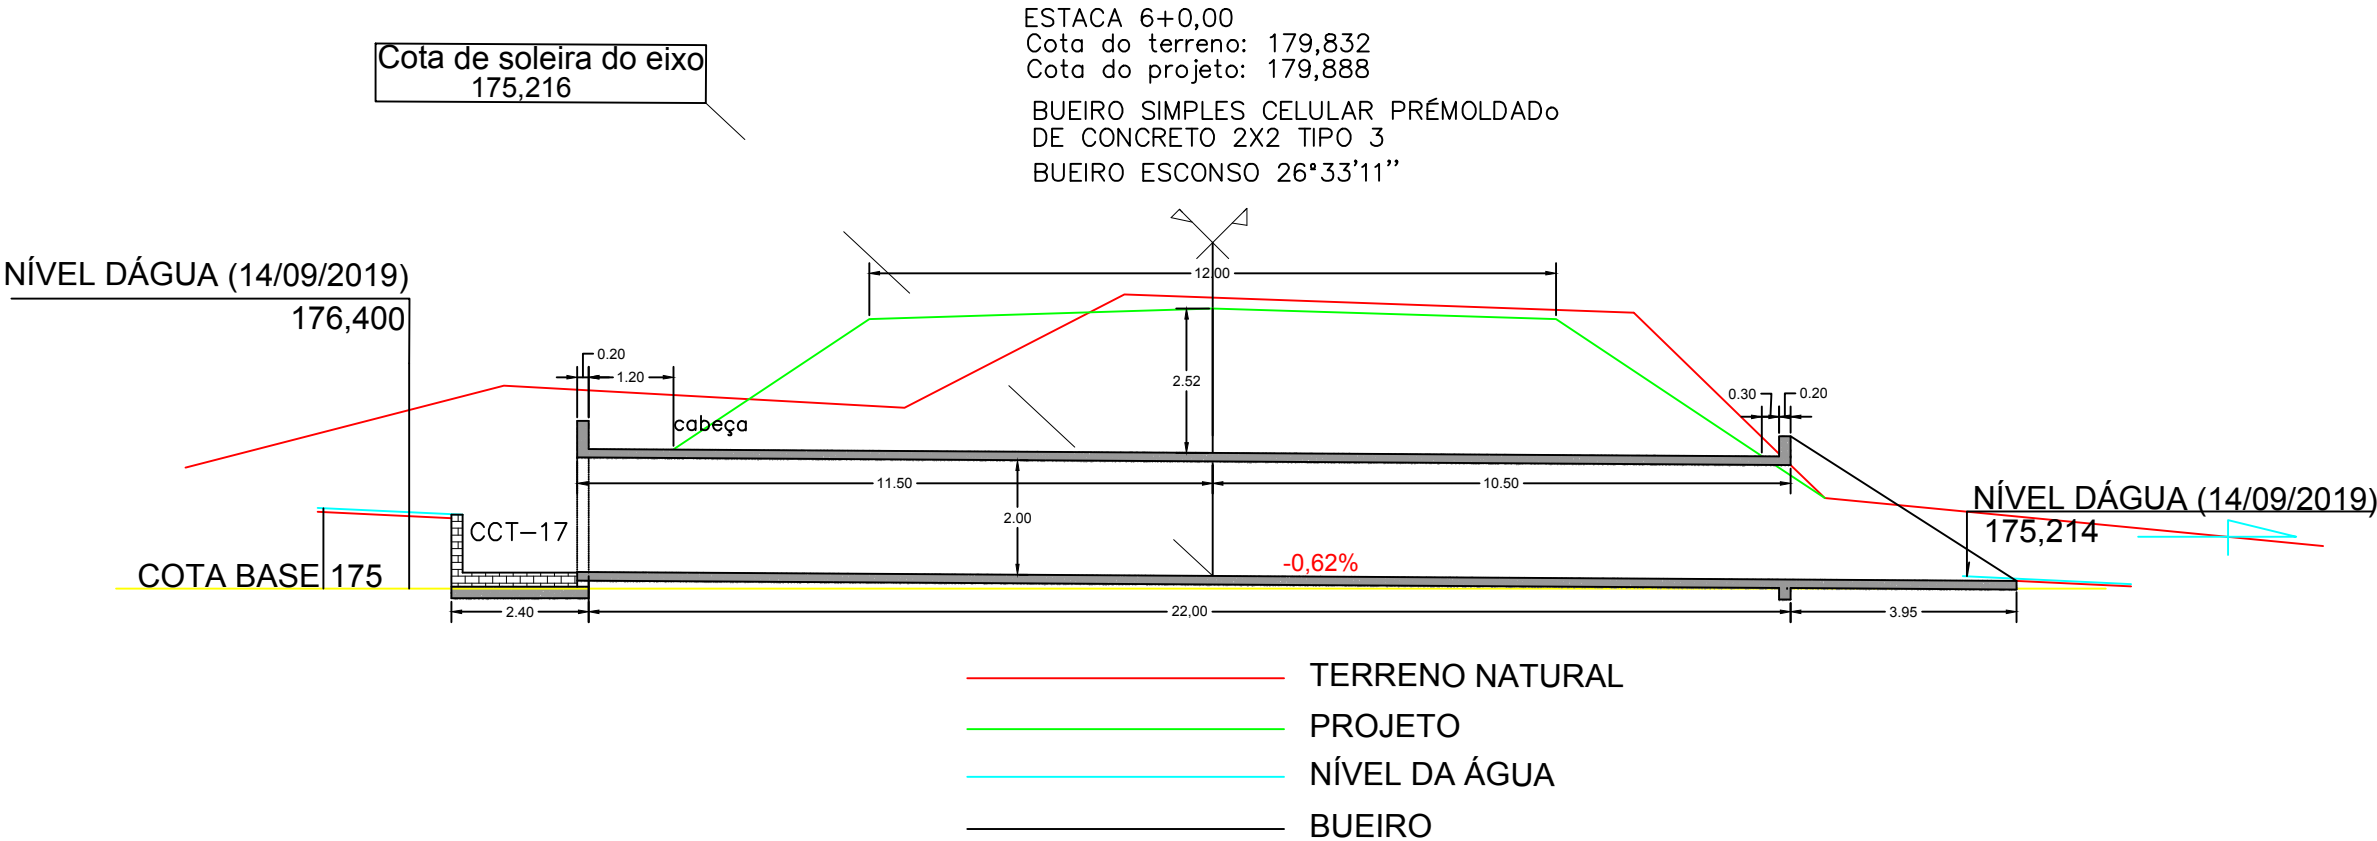 ESTACA 6+0,00
Cota do terreno: 179,832
Cota do projeto: 179,888
Cota de soleira do eixo
175,216
BUEIRO SIMPLES CELULAR PRÉMOLDADo
DE CONCRETO 2X2 TIPO 3
BUEIRO ESCONSO 26°33'11''
NÍVEL DÁGUA (14/09/2019)
176,400
12.00
0.20
1.20
2.52
0.30
0.20
cabeça
11.50
10.50
2.00
CCT-17
NÍVEL DÁGUA (14/09/2019)
175,214
-0,62%
COTA BASE 175
2.40
22,00
3.95
TERRENO NATURAL
PROJETO
NÍVEL DA ÁGUA
BUEIRO